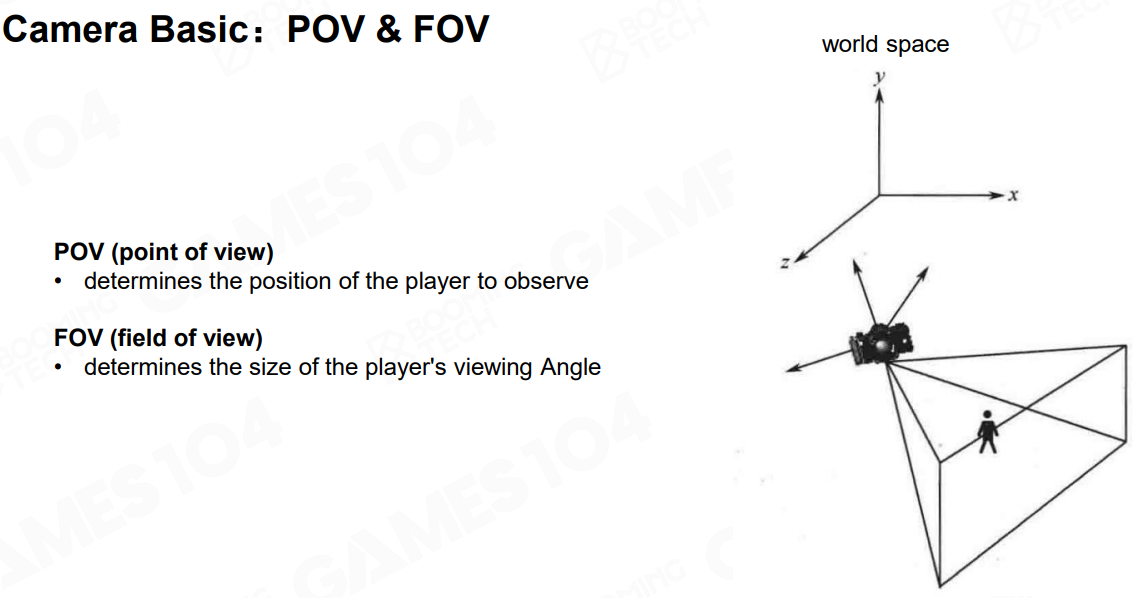 Camera Basic：POV & FOV
world space
y
x
z
POV (point of view)
• determines the position of the player to observe
FOV (field of view)
• determines the size of the player's viewing Angle
GAMES104
BOOMING TECH